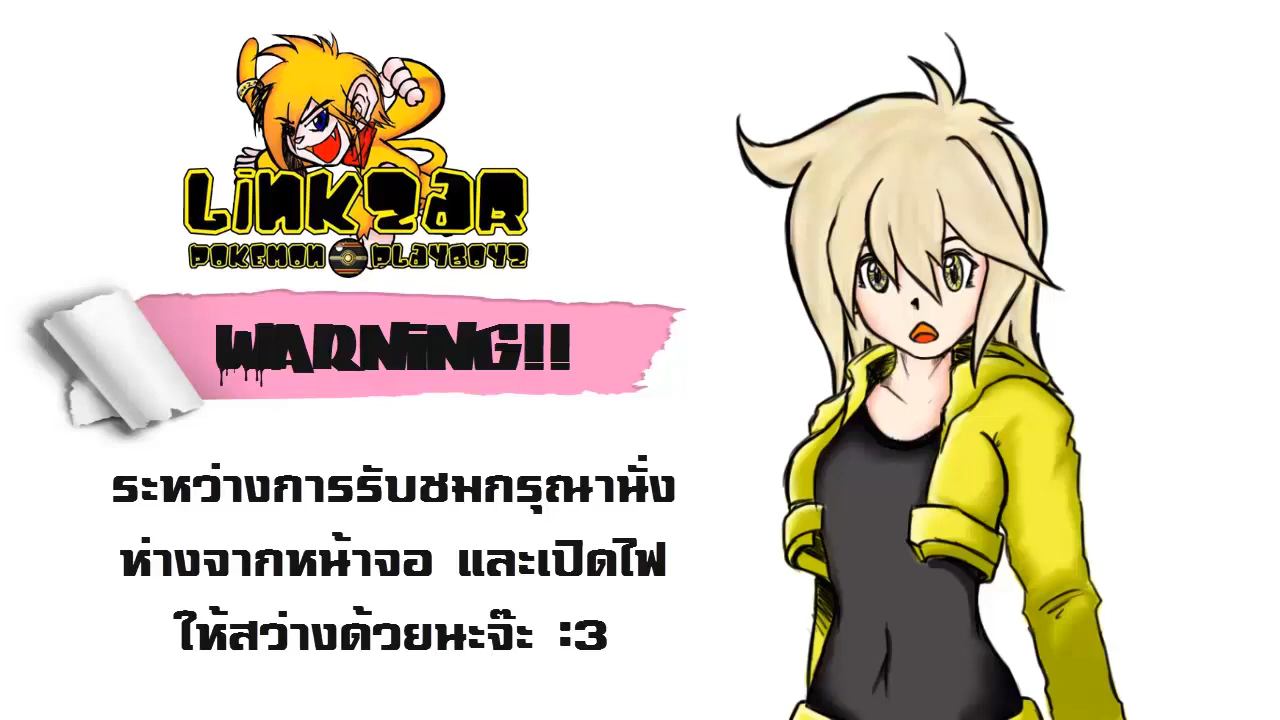 LiNKZaR
POKEMON PLAYBOYZ
WARNiNG!!
ระหว่างการรับชมกรุณานั่ง
ห่างจากหน้าจอ และเปิดไฟ
ให้สว่างด้วยนะจ๊ะ :3